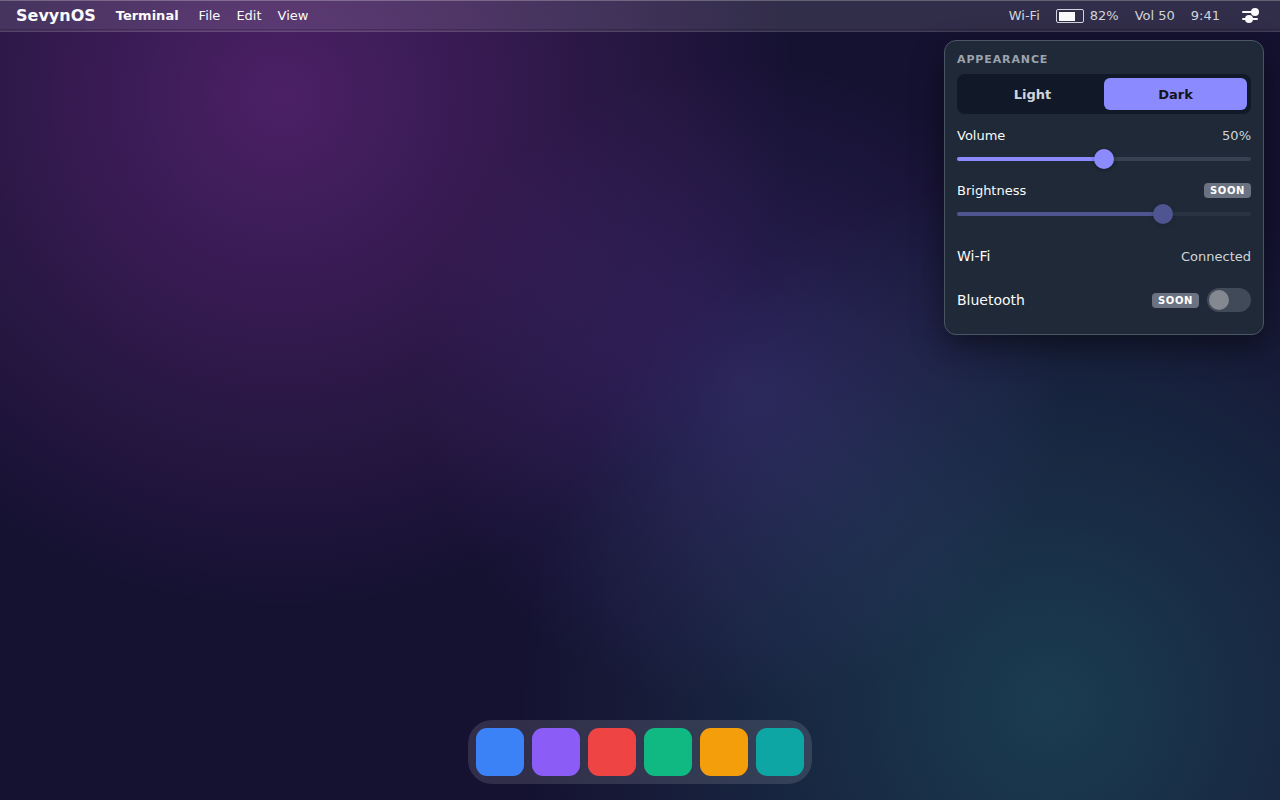 SevynOS Terminal File Edit View Wi-Fi 82% Vol 50 9:41
APPEARANCE
Light Dark
Volume 50%
Brightness SOON
Wi-Fi Connected
Bluetooth SOON